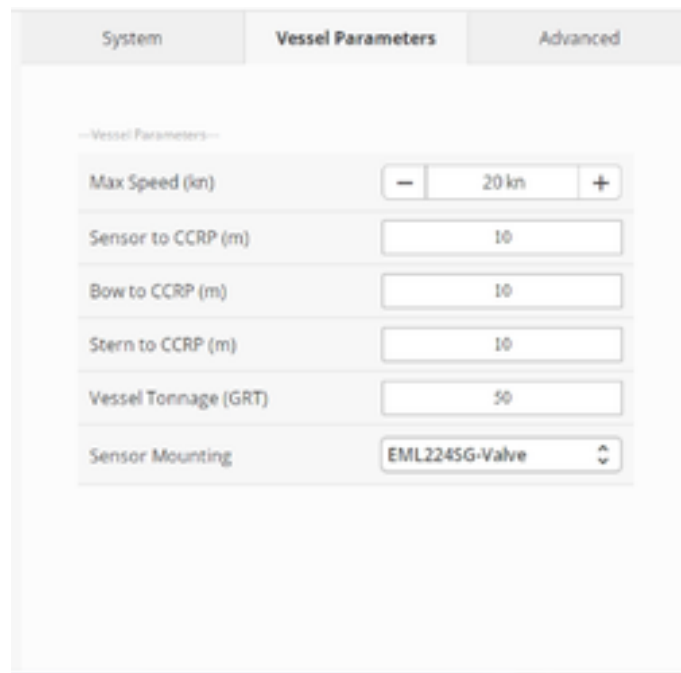 System Vessel Parameters Advanced
---Vessel Parameters---
Max Speed (kn) − 20 kn +
Sensor to CCRP (m) 10
Bow to CCRP (m) 10
Stern to CCRP (m) 10
Vessel Tonnage (GRT) 50
Sensor Mounting EML224SG-Valve